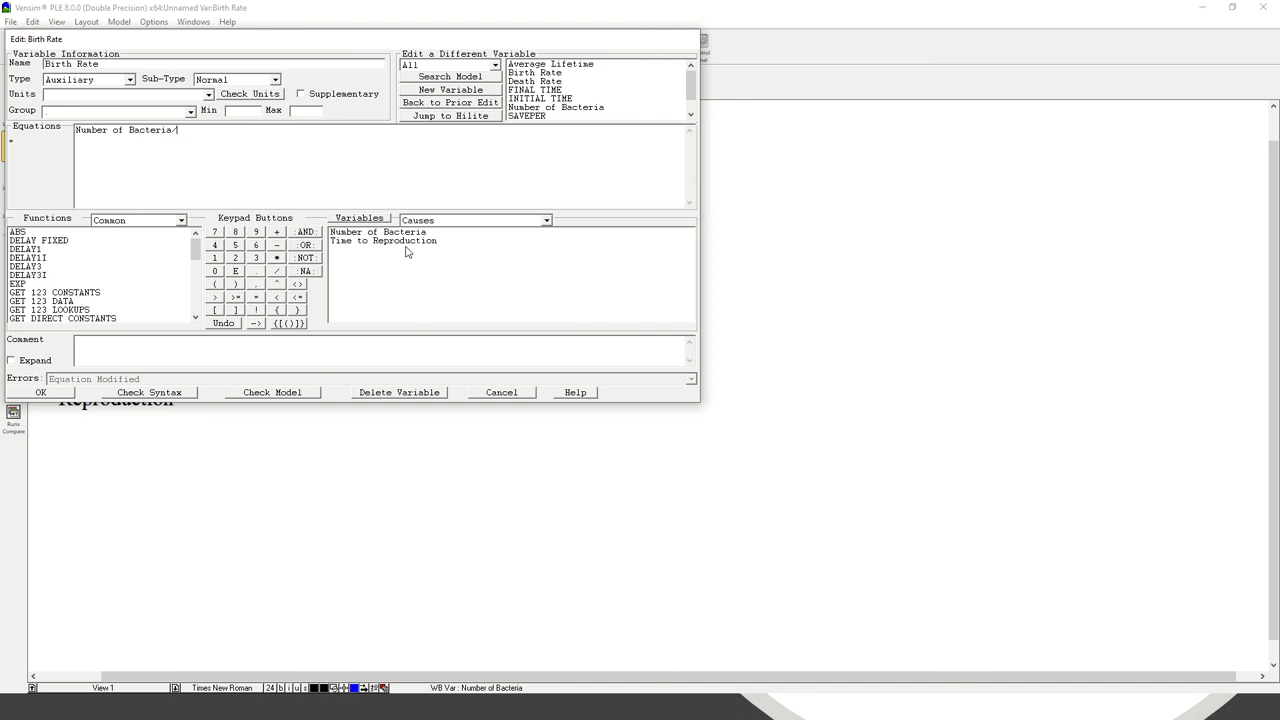 Vensim® PLE 8.0.0 (Double Precision) x64:Unnamed Var:Birth Rate
File Edit View Layout Model Options Windows Help
Edit: Birth Rate
Variable Information
Name Birth Rate
Type Auxiliary Sub-Type Normal
Units Check Units Supplementary
Group . Min Max
Edit a Different Variable
All
Search Model
New Variable
Back to Prior Edit
Jump to Hilite
Average Lifetime
Birth Rate
Death Rate
FINAL TIME
INITIAL TIME
Number of Bacteria
SAVEPER
Equations
=
Number of Bacteria/
Functions Common
ABS
DELAY FIXED
DELAY1
DELAY1I
DELAY3
DELAY3I
EXP
GET 123 CONSTANTS
GET 123 DATA
GET 123 LOOKUPS
GET DIRECT CONSTANTS
Keypad Buttons
7 8 9 + :AND:
4 5 6 - :OR:
1 2 3 * :NOT:
0 E . / :NA:
( ) , ^ <>
> >= = < <=
[ ] ! { }
Undo -> {[()]}
Variables Causes
Number of Bacteria
Time to Reproduction
Comment
Expand
Errors: Equation Modified
OK Check Syntax Check Model Delete Variable Cancel Help
Runs
Compare
View 1 Times New Roman 24 b i u s WB Var : Number of Bacteria